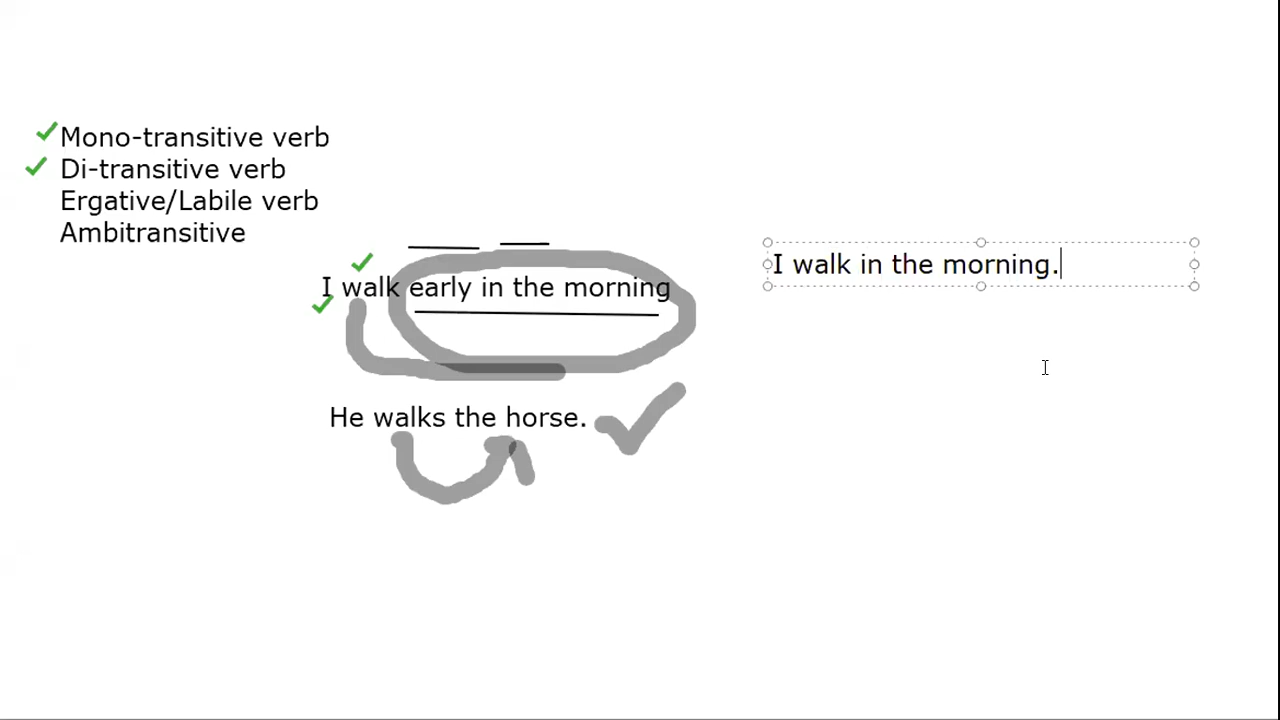 Mono-transitive verb
Di-transitive verb
Ergative/Labile verb
Ambitransitive
I walk early in the morning
He walks the horse.
I walk in the morning.